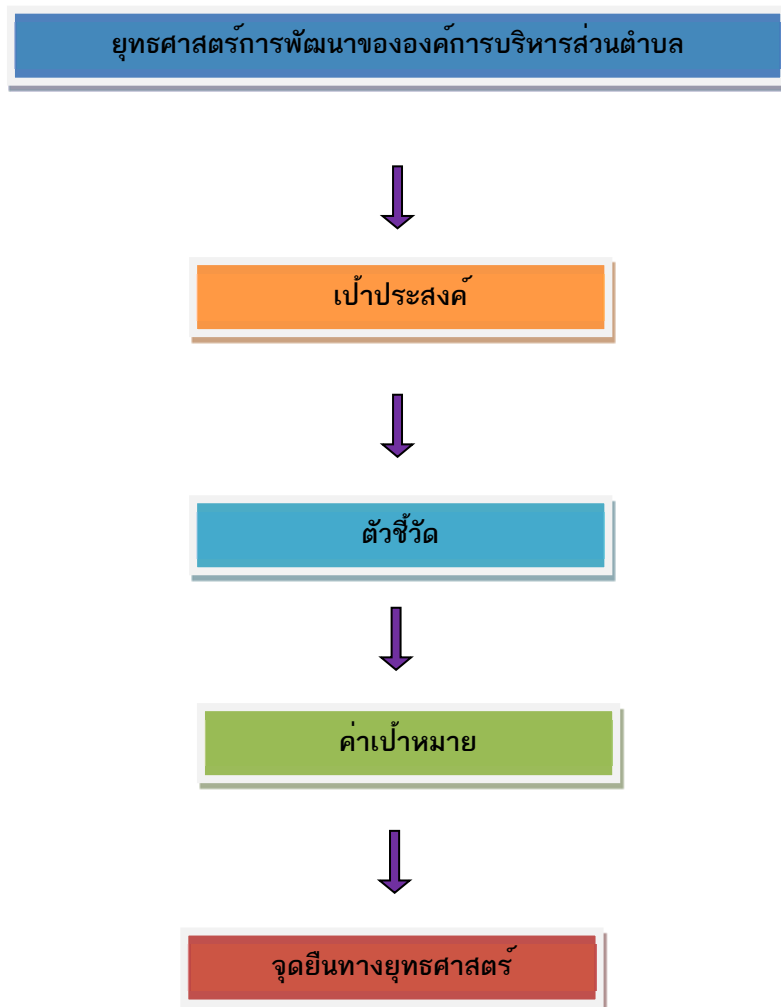 ยุทธศาสตร์การพัฒนาขององค์การบริหารส่วนตำบล
เป้าประสงค์
ตัวชี้วัด
ค่าเป้าหมาย
จุดยืนทางยุทธศาสตร์